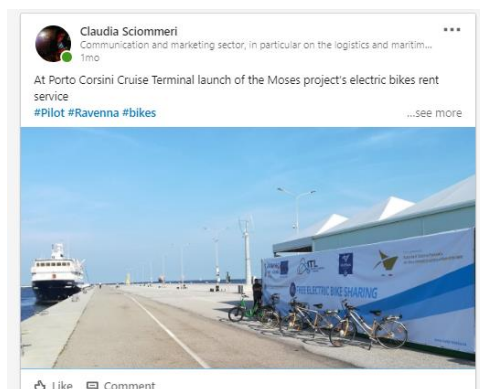 Claudia Sciommeri
Communication and marketing sector, in particular on the logistics and maritim...
1mo
At Porto Corsini Cruise Terminal launch of the Moses project's electric bikes rent
service
#Pilot #Ravenna #bikes
...see more
ITL
FREE ELECTRIC BIKE SHARING
Like
Comment